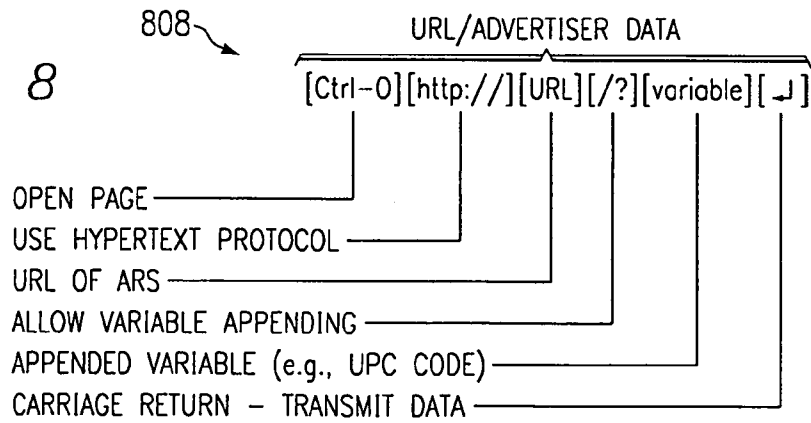 808
URL/ADVERTISER DATA
8
[Ctrl-O][http://][URL][/?][variable][↲]
OPEN PAGE
USE HYPERTEXT PROTOCOL
URL OF ARS
ALLOW VARIABLE APPENDING
APPENDED VARIABLE (e.g., UPC CODE)
CARRIAGE RETURN – TRANSMIT DATA